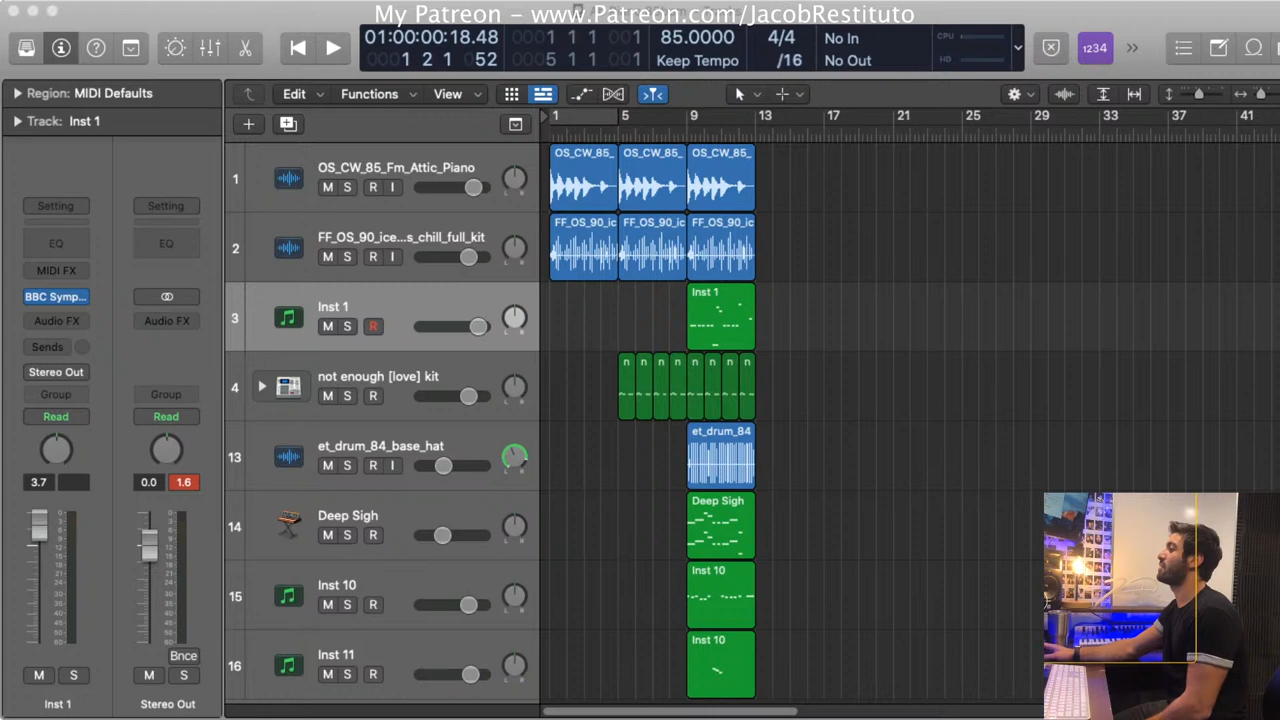 My Patreon – www.Patreon.com/JacobRestituto
01:00:00:18.48
001 1 1 001
85.0000
4/4
No In
CPU
1 2 1 052
005 1 1 001
Keep Tempo
/16
No Out
HD
1234
Region: MIDI Defaults
Track: Inst 1
Edit
Functions
View
1 5 9 13 17 21 25 29 33 37 41
Setting
Setting
EQ
EQ
MIDI FX
BBC Symp...
Audio FX
Audio FX
Sends
Stereo Out
Group
Group
Read
Read
3.7
0.0
1.6
Bnce
M S
M S
Inst 1
Stereo Out
1
OS_CW_85_Fm_Attic_Piano
M S R I
L R
OS_CW_85_
OS_CW_85_
OS_CW_85_
2
FF_OS_90_ice...s_chill_full_kit
M S R I
L R
FF_OS_90_ic
FF_OS_90_ic
FF_OS_90_ic
3
Inst 1
M S R
L R
Inst 1
4
not enough [love] kit
M S R
L R
n n n n n n n n
13
et_drum_84_base_hat
M S R I
L R
et_drum_84
14
Deep Sigh
M S R
L R
Deep Sigh
15
Inst 10
M S R
L R
Inst 10
16
Inst 11
M S R
L R
Inst 10